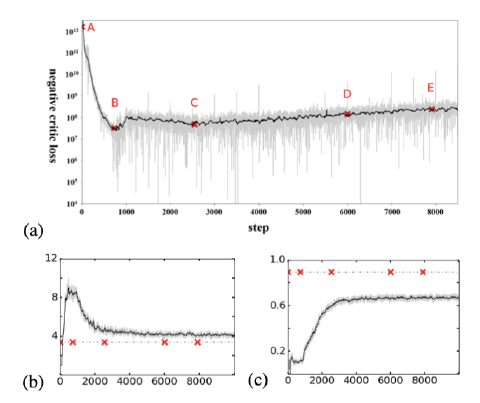 10¹²
A
10¹¹
10¹⁰
10⁹
B C D E
10⁸
10⁷
10⁶
10⁵
10⁴
negative critic loss
0 1000 2000 3000 4000 5000 6000 7000 8000
step
(a)
12
8
4
0 2000 4000 6000 8000
(b)
1.0
0.6
0.2
0 2000 4000 6000 8000
(c)